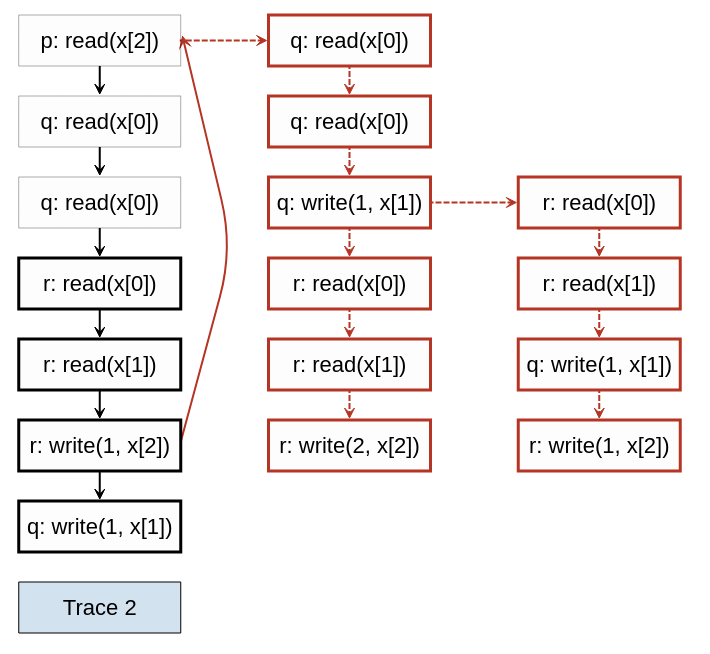 p: read(x[2])
q: read(x[0])
q: read(x[0])
r: read(x[0])
r: read(x[1])
r: write(1, x[2])
q: write(1, x[1])
Trace 2
q: read(x[0])
q: read(x[0])
q: write(1, x[1])
r: read(x[0])
r: read(x[1])
r: write(2, x[2])
r: read(x[0])
r: read(x[1])
q: write(1, x[1])
r: write(1, x[2])